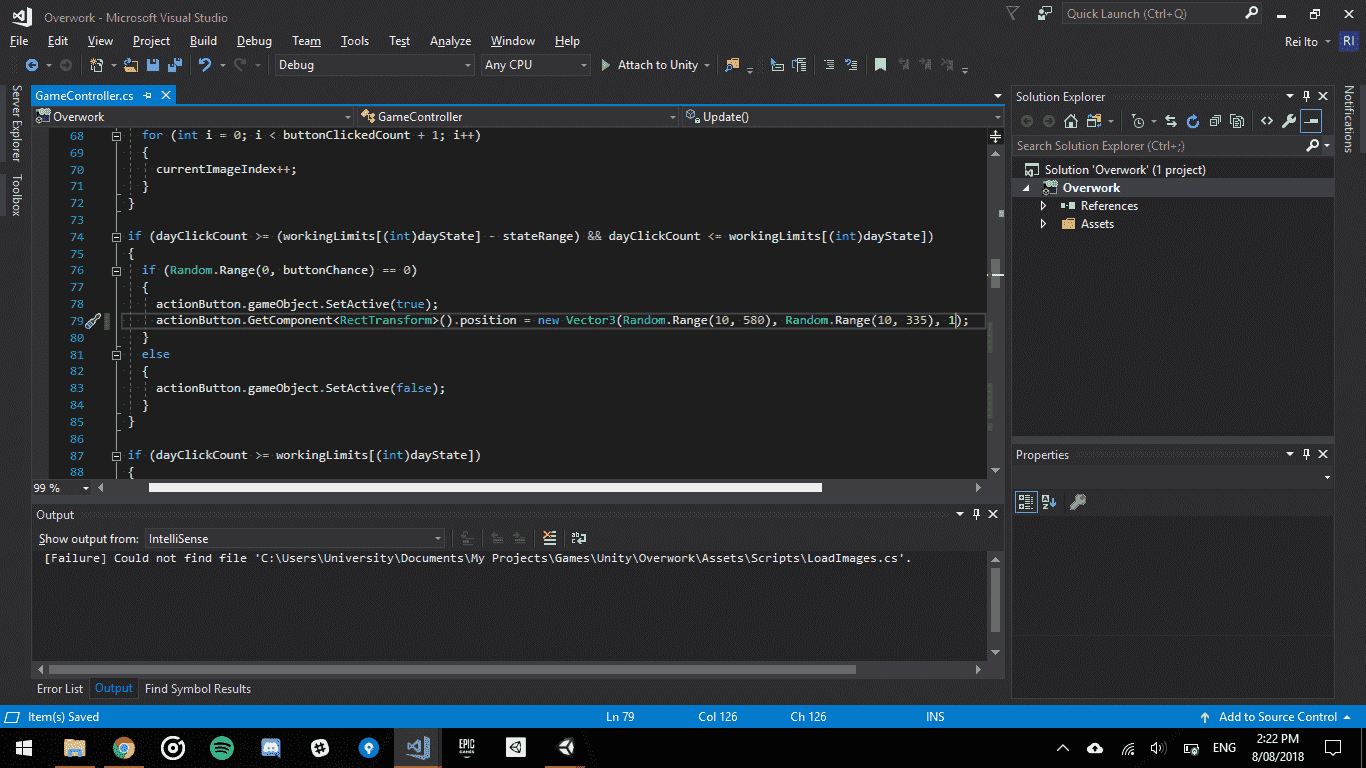 Overwork - Microsoft Visual Studio
Quick Launch (Ctrl+Q)
File Edit View Project Build Debug Team Tools Test Analyze Window Help
Rei Ito RI
Debug Any CPU Attach to Unity
Server Explorer
Toolbox
GameController.cs
Overwork GameController Update()
68 for (int i = 0; i < buttonClickedCount + 1; i++)
69 {
70 currentImageIndex++;
71 }
72 }
73
74 if (dayClickCount >= (workingLimits[(int)dayState] - stateRange) && dayClickCount <= workingLimits[(int)dayState])
75 {
76 if (Random.Range(0, buttonChance) == 0)
77 {
78 actionButton.gameObject.SetActive(true);
79 actionButton.GetComponent<RectTransform>().position = new Vector3(Random.Range(10, 580), Random.Range(10, 335), 1);
80 }
81 else
82 {
83 actionButton.gameObject.SetActive(false);
84 }
85 }
86
87 if (dayClickCount >= workingLimits[(int)dayState])
88 {
99 %
Output
Show output from: IntelliSense
[Failure] Could not find file 'C:\Users\University\Documents\My Projects\Games\Unity\Overwork\Assets\Scripts\LoadImages.cs'.
Error List Output Find Symbol Results
Solution Explorer
Search Solution Explorer (Ctrl+;)
Solution 'Overwork' (1 project)
Overwork
References
Assets
Properties
Notifications
Item(s) Saved Ln 79 Col 126 Ch 126 INS Add to Source Control
EPIC GAMES
ENG
2:22 PM
8/08/2018